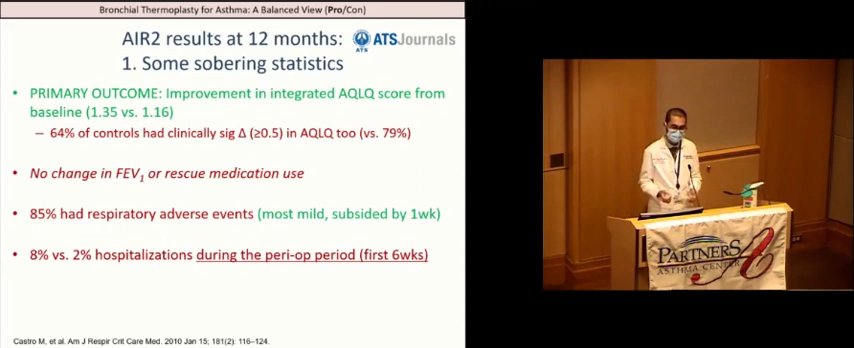 Bronchial Thermoplasty for Asthma: A Balanced View (Pro/Con)
AIR2 results at 12 months:
ATS
ATSJournals
1. Some sobering statistics
• PRIMARY OUTCOME: Improvement in integrated AQLQ score from
baseline (1.35 vs. 1.16)
– 64% of controls had clinically sig Δ (≥0.5) in AQLQ too (vs. 79%)
• No change in FEV₁ or rescue medication use
• 85% had respiratory adverse events (most mild, subsided by 1wk)
• 8% vs. 2% hospitalizations during the peri-op period (first 6wks)
Castro M, et al. Am J Respir Crit Care Med. 2010 Jan 15; 181(2): 116–124.
PARTNERS
ASTHMA CENTER